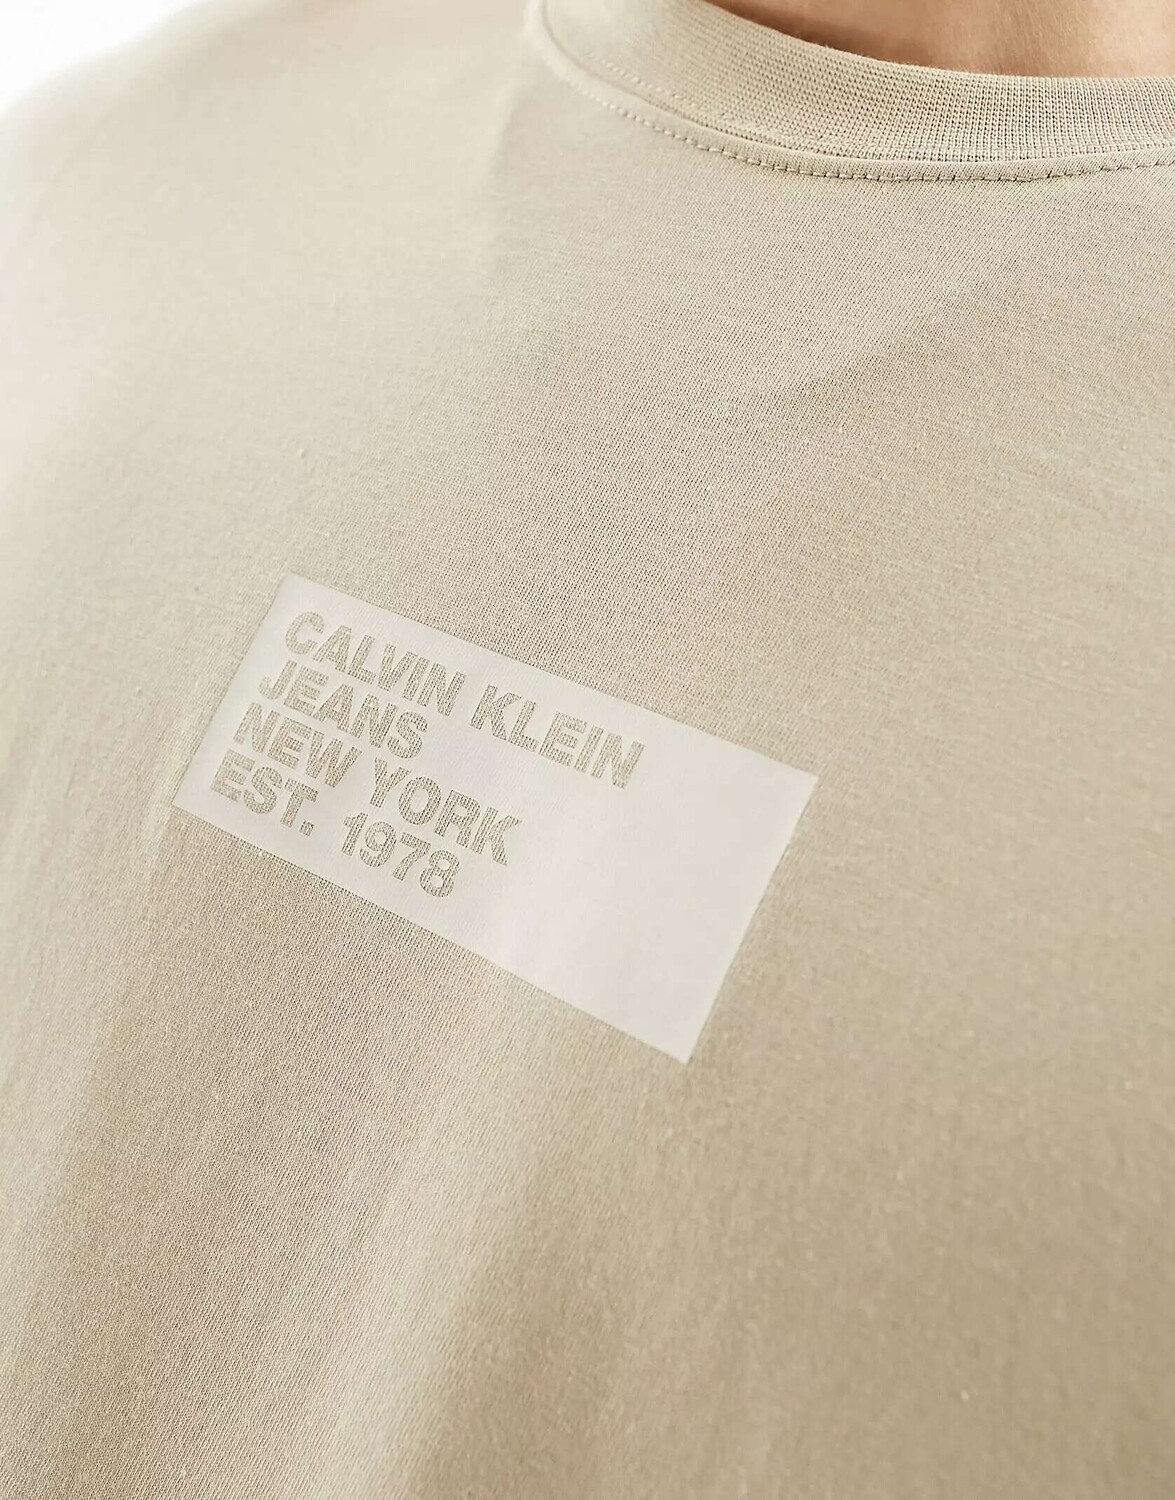 CALVIN KLEIN
JEANS
NEW YORK
EST. 1978